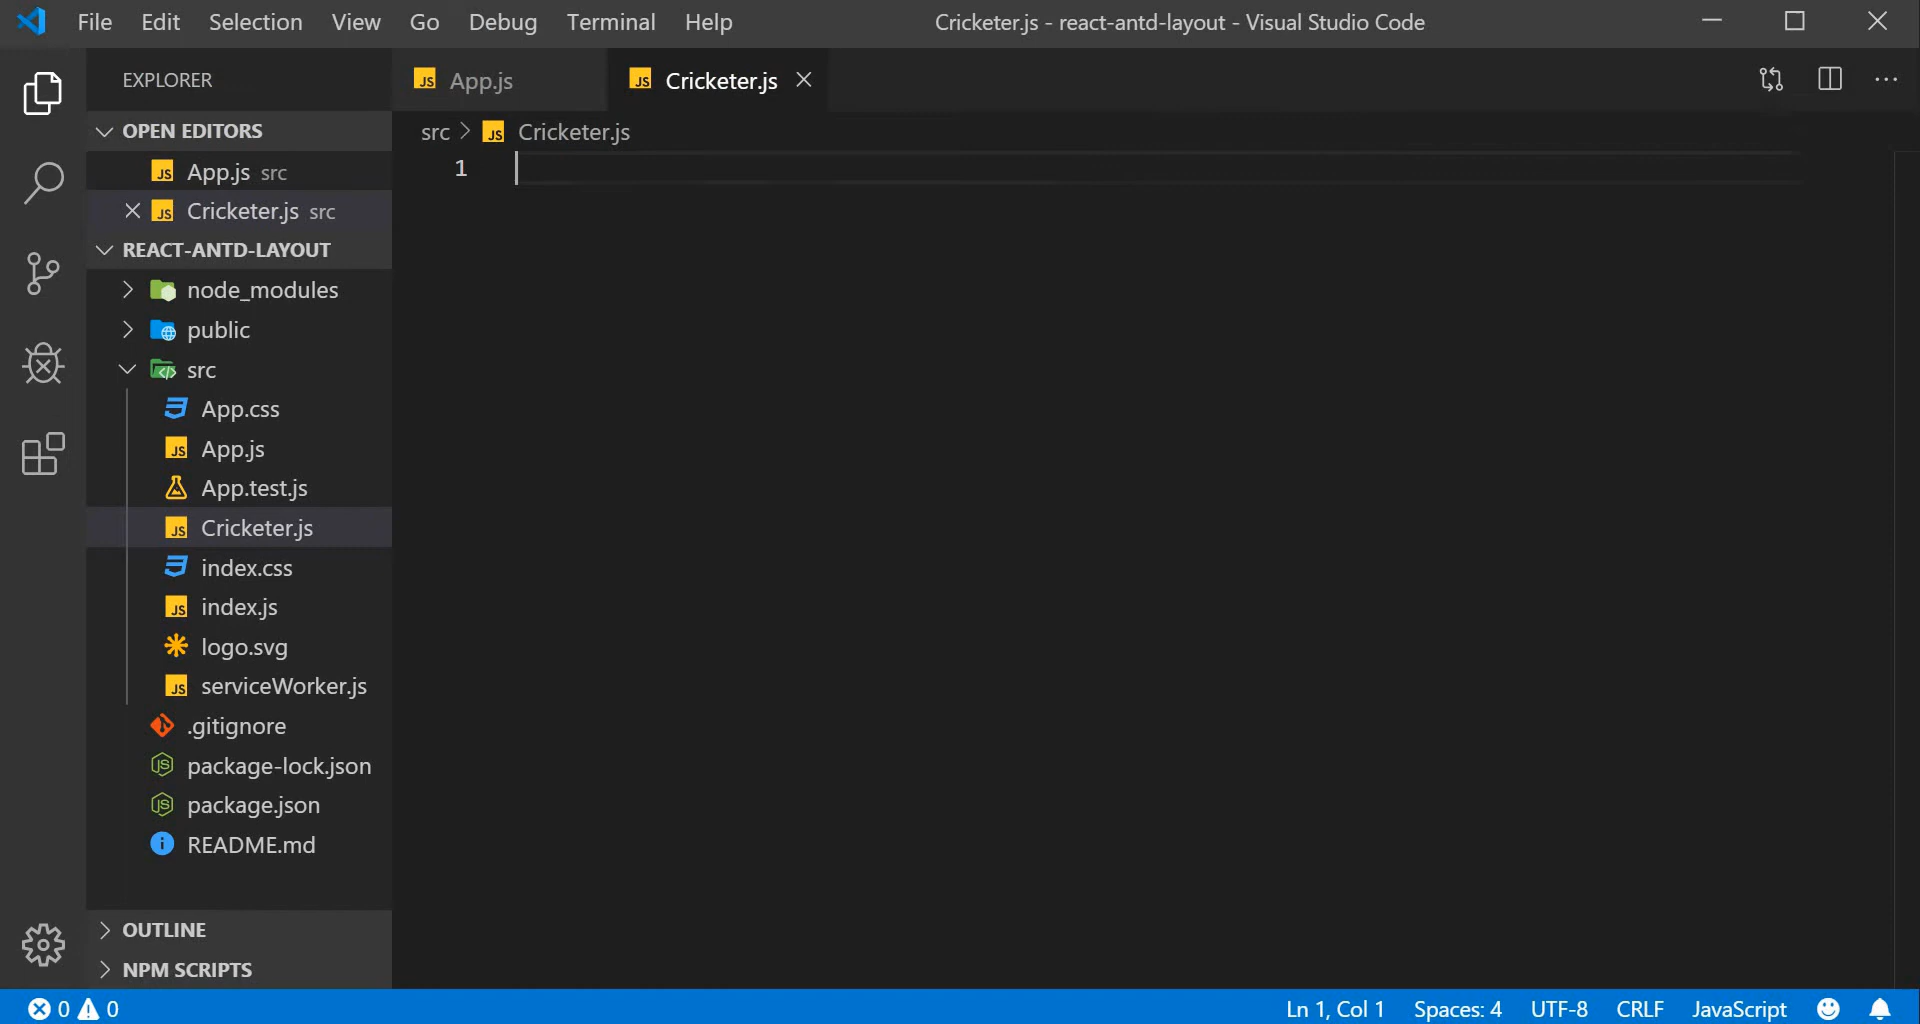 File Edit Selection View Go Debug Terminal Help Cricketer.js - react-antd-layout - Visual Studio Code
EXPLORER
App.js
Cricketer.js
OPEN EDITORS
App.js src
Cricketer.js src
REACT-ANTD-LAYOUT
node_modules
public
src
App.css
App.js
App.test.js
Cricketer.js
index.css
index.js
logo.svg
serviceWorker.js
.gitignore
package-lock.json
package.json
README.md
OUTLINE
NPM SCRIPTS
src > JS Cricketer.js
1
0 0 Ln 1, Col 1 Spaces: 4 UTF-8 CRLF JavaScript